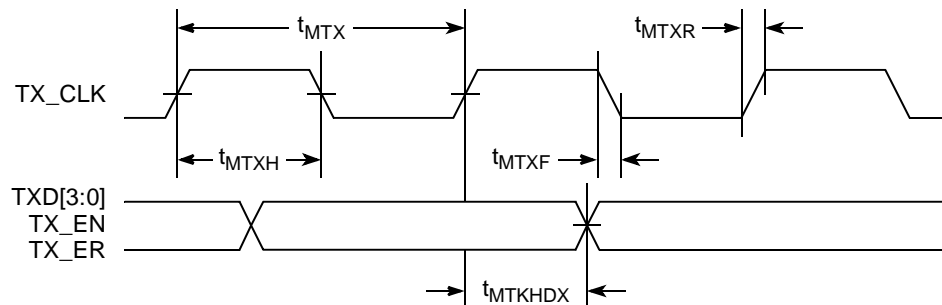 tMTX
tMTXR
TX_CLK
tMTXH
tMTXF
TXD[3:0]
TX_EN
TX_ER
tMTKHDX